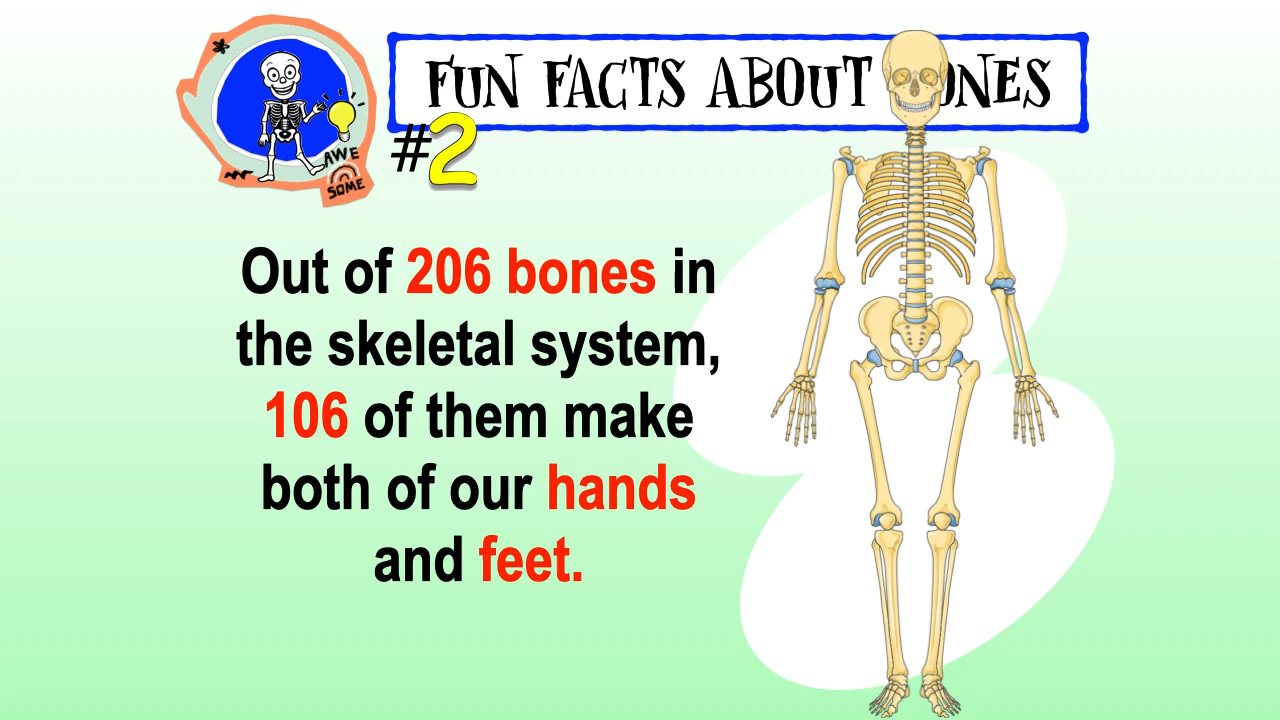 AWE
SOME
FUN FACTS ABOUT ONES
#2
Out of 206 bones in
the skeletal system,
106 of them make
both of our hands
and feet.